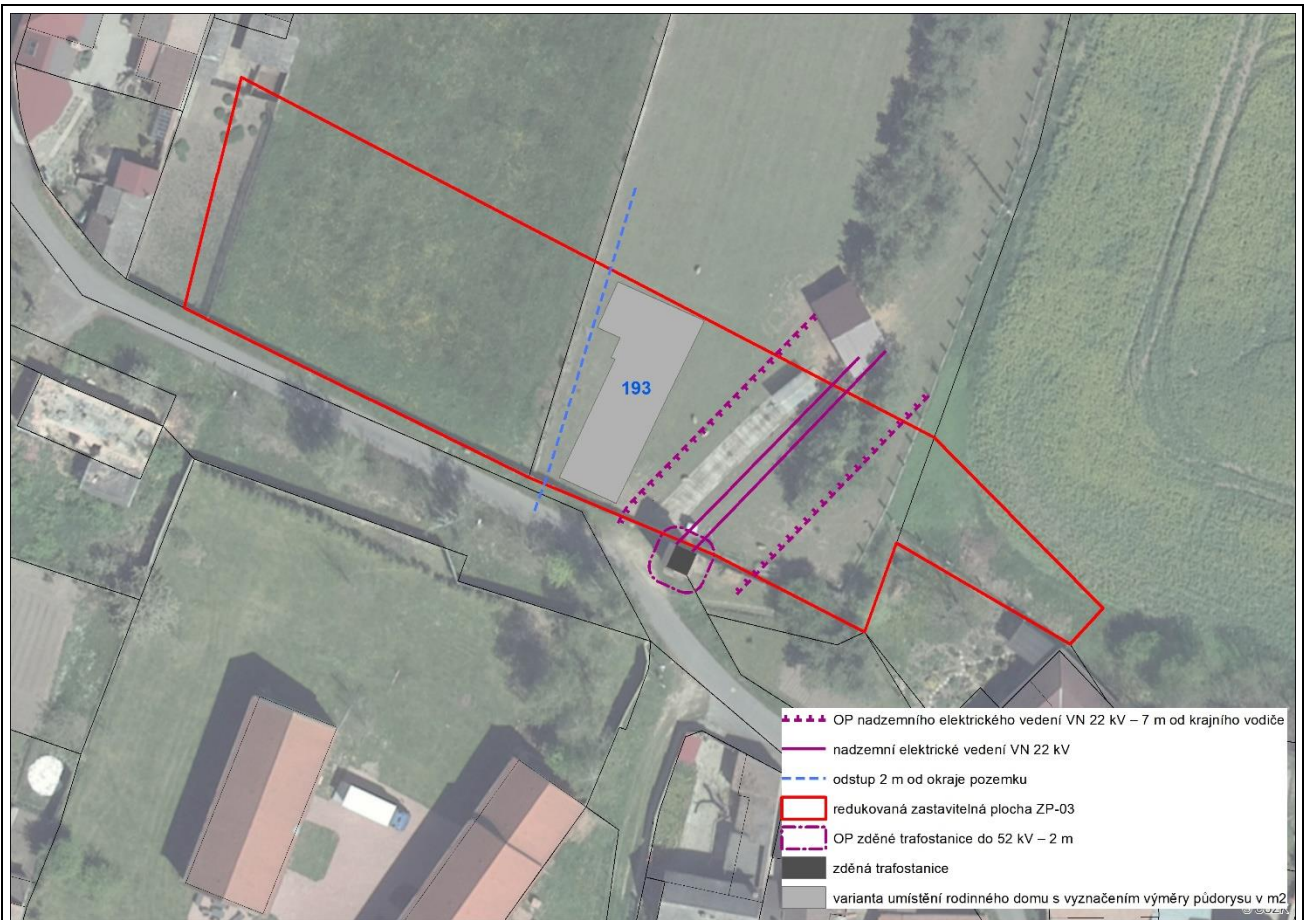 193
OP nadzemního elektrického vedení VN 22 kV – 7 m od krajního vodiče
nadzemní elektrické vedení VN 22 kV
odstup 2 m od okraje pozemku
redukovaná zastavitelná plocha ZP-03
OP zděné trafostanice do 52 kV – 2 m
zděná trafostanice
varianta umístění rodinného domu s vyznačením výměry půdorysu v m2